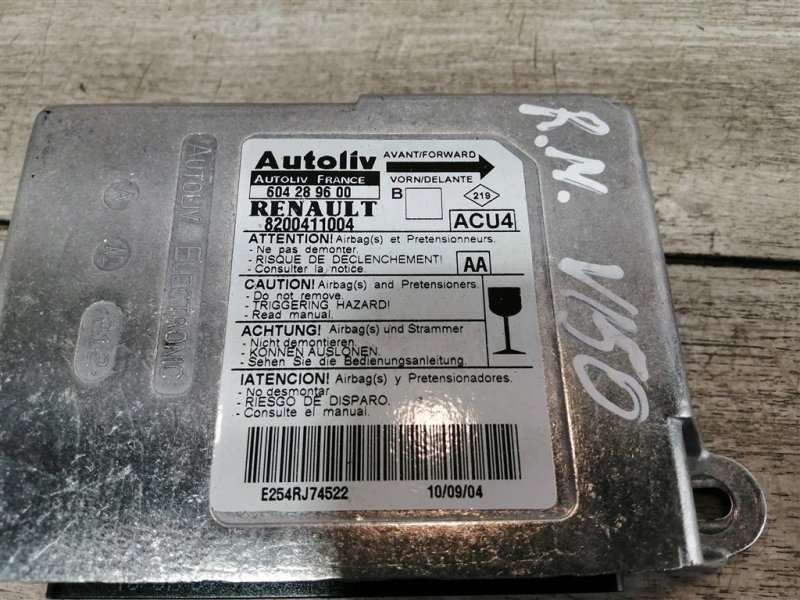 Autoliv
AUTOLIV FRANCE
604 28 96 00
RENAULT
8200411004
AVANT/FORWARD
VORN/DELANTE
B
219
ACU4
ATTENTION! Airbag(s) et Pretensionneurs.
- Ne pas demonter.
- RISQUE DE DECLENCHEMENT!
- Consulter la notice.
AA
CAUTION! Airbag(s) and Pretensioners.
- Do not remove.
- TRIGGERING HAZARD!
- Read manual.
ACHTUNG! Airbag(s) und Strammer
- Nicht demontieren.
- KONNEN AUSLONEN.
- Sehen Sie die Bedienungsanleitung.
IATENCION! Airbag(s) y Pretensionadores.
- No desmontar
- RIESGO DE DISPARO.
- Consulte el manual.
E254RJ74522
10/09/04
AUTOLIV ELECTRONIC
R.N.
V150